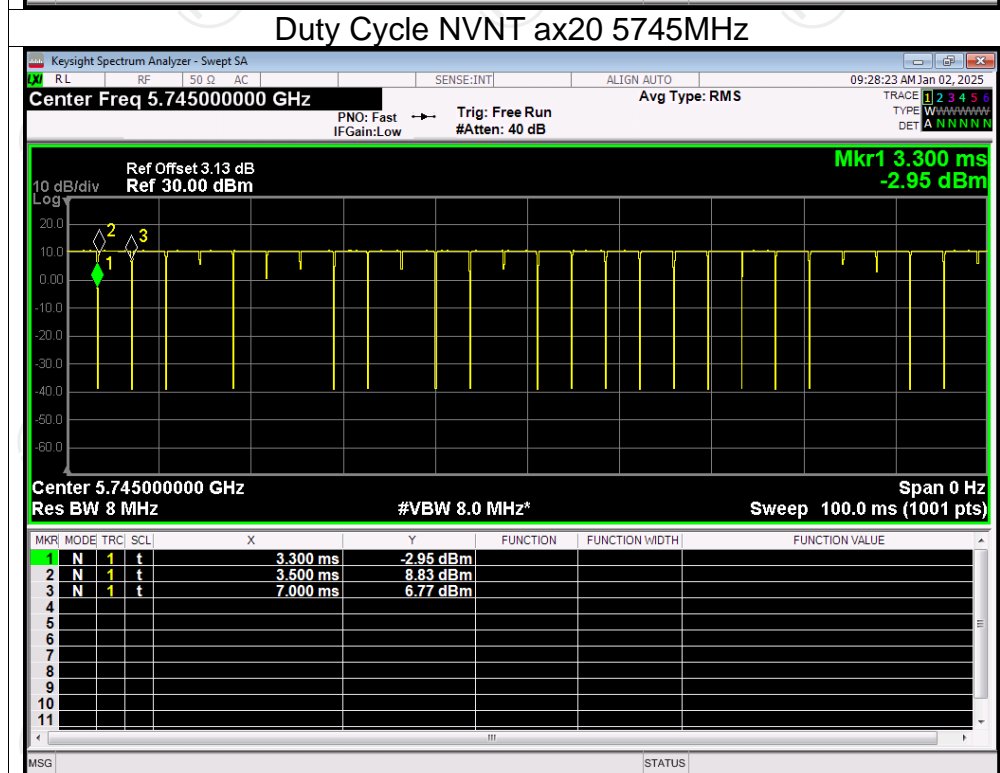 Duty Cycle NVNT ax20 5745MHz
Keysight Spectrum Analyzer - Swept SA
LXI RL RF 50 Ω AC SENSE:INT ALIGN AUTO 09:28:23 AM Jan 02, 2025
Center Freq 5.745000000 GHz Avg Type: RMS TRACE 1 2 3 4 5 6
PNO: Fast Trig: Free Run TYPE WWWWWW
IFGain:Low #Atten: 40 dB DET A N N N N N
Mkr1 3.300 ms
Ref Offset 3.13 dB -2.95 dBm
10 dB/div Ref 30.00 dBm
Log
20.0
10.0
0.00
-10.0
-20.0
-30.0
-40.0
-50.0
-60.0
1
2
3
Center 5.745000000 GHz Span 0 Hz
Res BW 8 MHz #VBW 8.0 MHz* Sweep 100.0 ms (1001 pts)
MKR MODE TRC SCL X Y FUNCTION FUNCTION WIDTH FUNCTION VALUE
1 N 1 t 3.300 ms -2.95 dBm
2 N 1 t 3.500 ms 8.83 dBm
3 N 1 t 7.000 ms 6.77 dBm
4
5
6
7
8
9
10
11
MSG STATUS